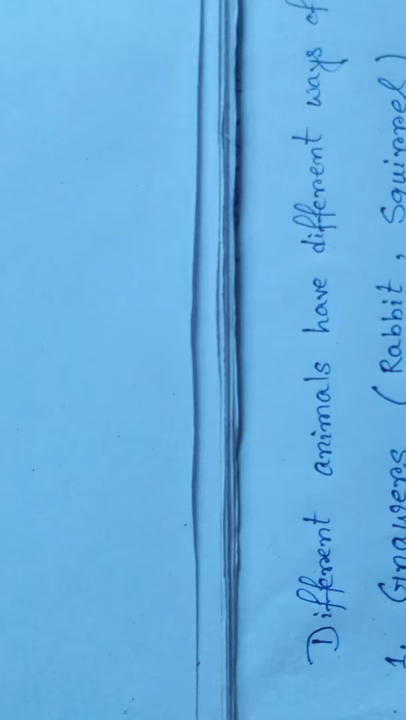 Different animals have different ways of
1. Gnawers ( Rabbit , Squirrel )